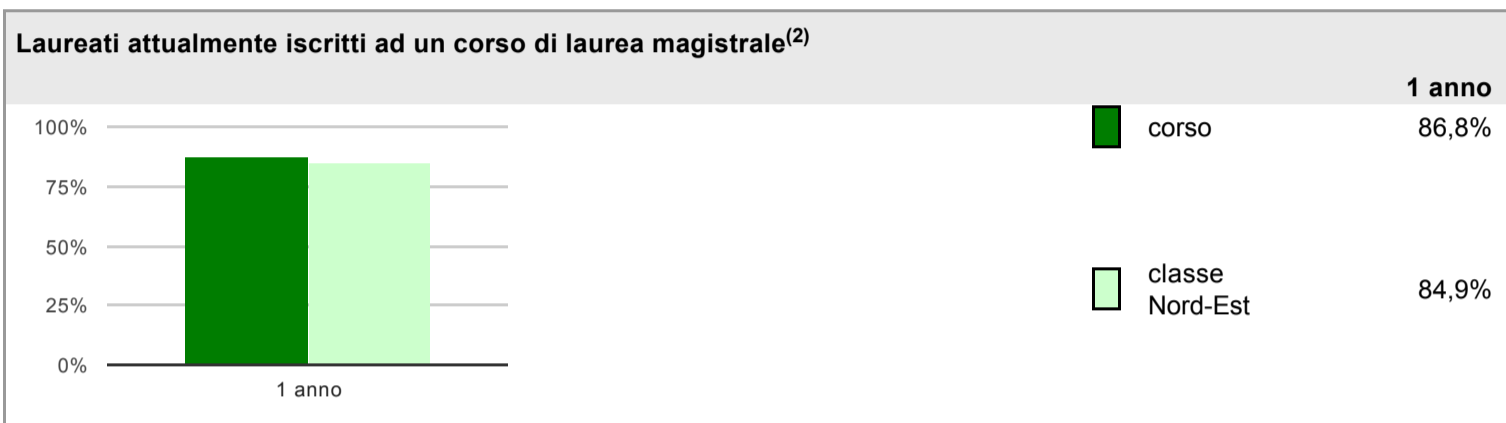 Laureati attualmente iscritti ad un corso di laurea magistrale(2)
1 anno
100%
75%
50%
25%
0%
1 anno
corso 86,8%
classe
Nord-Est 84,9%